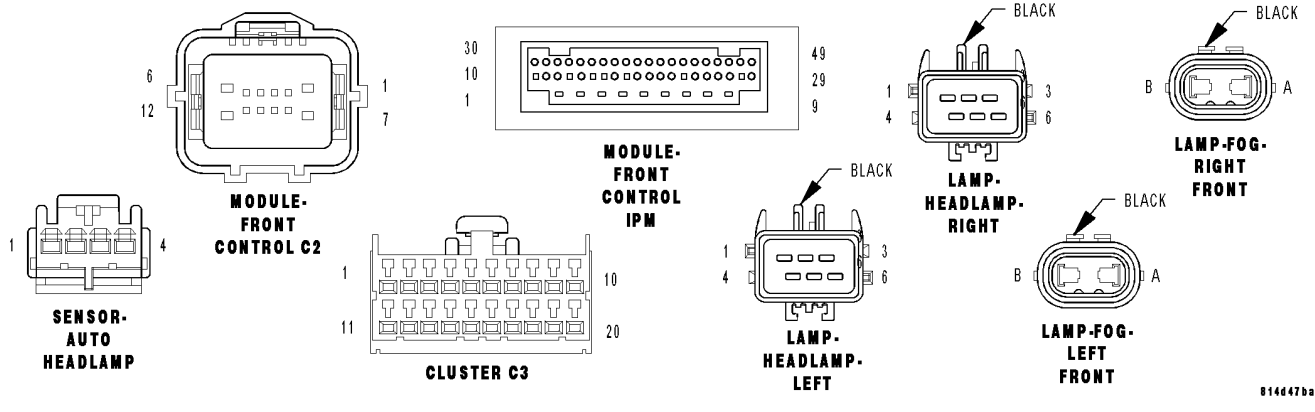 6
12
1
7
MODULE-
FRONT
CONTROL C2
30
10
1
49
29
9
MODULE-
FRONT
CONTROL
IPM
BLACK
1
4
3
6
LAMP-
HEADLAMP-
RIGHT
BLACK
B
A
LAMP-FOG-
RIGHT
FRONT
1
4
SENSOR-
AUTO
HEADLAMP
1
11
10
20
CLUSTER C3
BLACK
1
4
3
6
LAMP-
HEADLAMP-
LEFT
BLACK
B
A
LAMP-FOG-
LEFT
FRONT
814d47ba